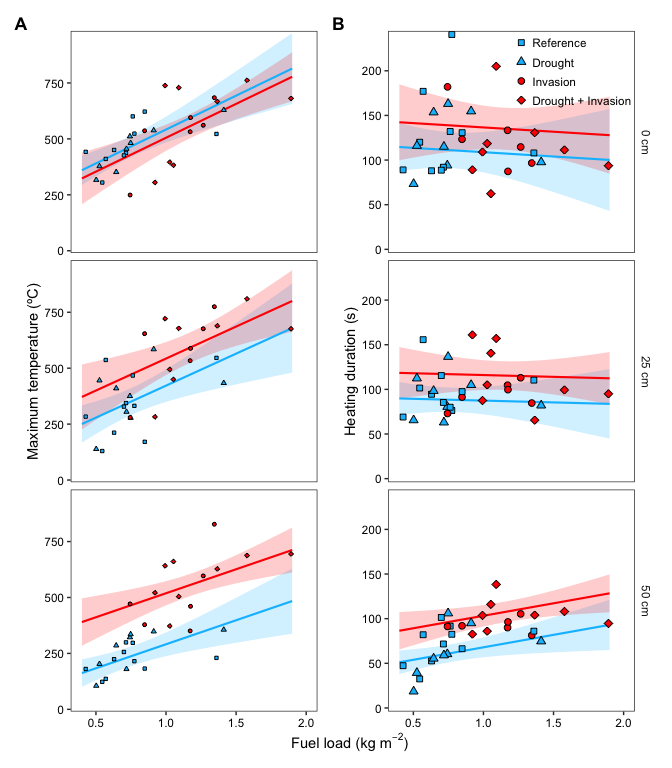 A
B
Reference
Drought
Invasion
Drought + Invasion
750
500
250
0
200
150
100
50
0
0 cm
Maximum temperature (ºC)
750
500
250
0
Heating duration (s)
200
150
100
50
0
25 cm
750
500
250
0
200
150
100
50
0
50 cm
0.5 1.0 1.5 2.0
0.5 1.0 1.5 2.0
Fuel load (kg m⁻²)